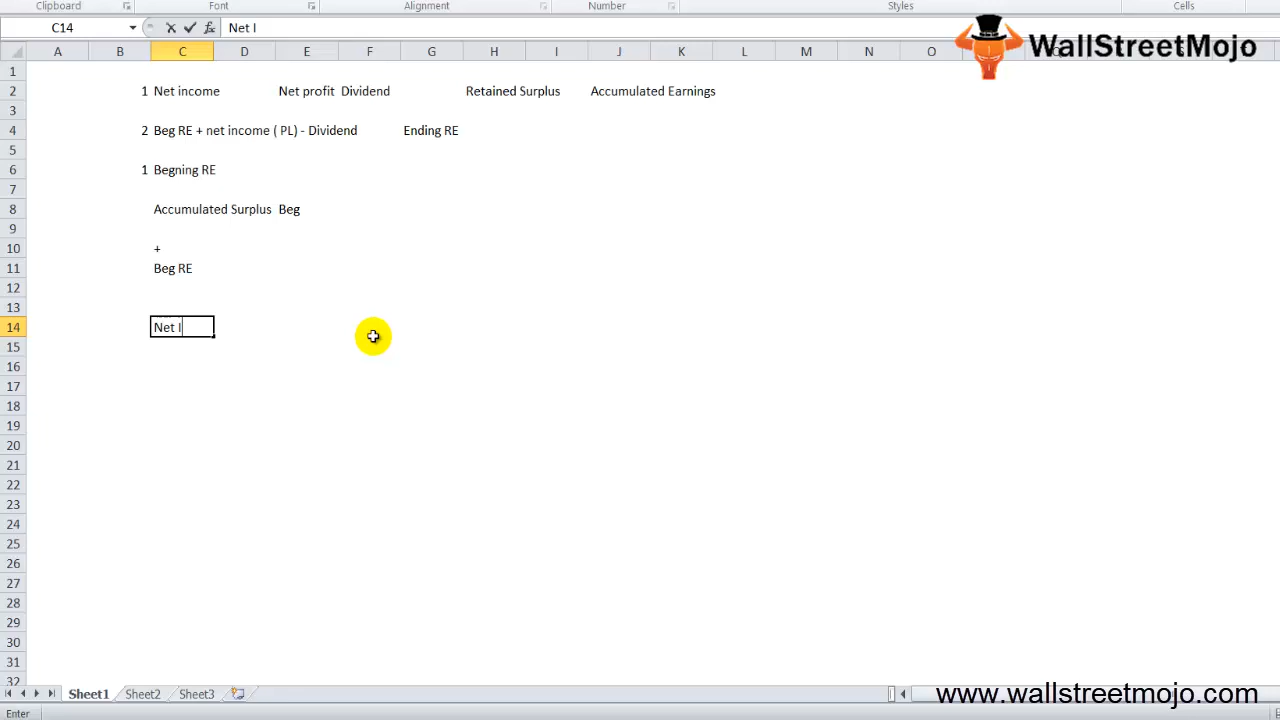 Clipboard Font Alignment Number Styles Cells
C14 fx Net I
WallStreetMojo
A B C D E F G H I J K L M N O
1
2 1 Net income Net profit Dividend Retained Surplus Accumulated Earnings
3
4 2 Beg RE + net income ( PL) - Dividend Ending RE
5
6 1 Begning RE
7
8 Accumulated Surplus Beg
9
10 +
11 Beg RE
12
13
14 Net I
15
16
17
18
19
20
21
22
23
24
25
26
27
28
29
30
31
32
Sheet1 Sheet2 Sheet3
www.wallstreetmojo.com
Enter